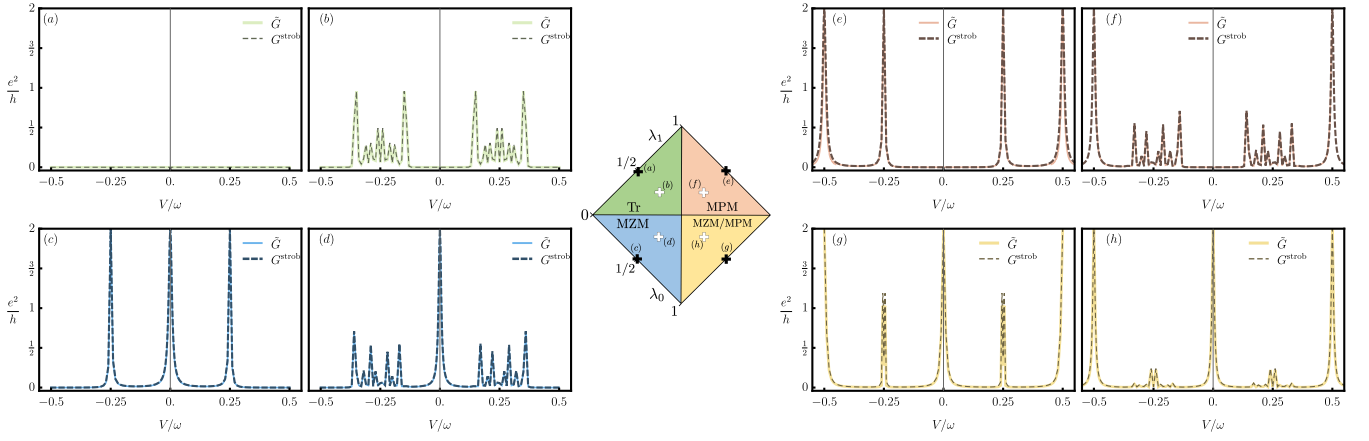 (a)
G̃
G^strob
e²/h
2
3/2
1
1/2
0
−0.5 −0.25 0. 0.25 0.5
V/ω
(b)
G̃
G^strob
−0.5 −0.25 0. 0.25 0.5
V/ω
(c)
G̃
G^strob
e²/h
2
3/2
1
1/2
0
−0.5 −0.25 0. 0.25 0.5
V/ω
(d)
G̃
G^strob
−0.5 −0.25 0. 0.25 0.5
V/ω
1
λ₁
1/2
(a)
(b)
(f)
(e)
Tr
MPM
0
MZM
MZM/MPM
(c)
(d)
(h)
(g)
1/2
λ₀
1
(e)
G̃
G^strob
e²/h
2
3/2
1
1/2
0
−0.5 −0.25 0. 0.25 0.5
V/ω
(f)
G̃
G^strob
−0.5 −0.25 0. 0.25 0.5
V/ω
(g)
G̃
G^strob
e²/h
2
3/2
1
1/2
0
−0.5 −0.25 0. 0.25 0.5
V/ω
(h)
G̃
G^strob
−0.5 −0.25 0. 0.25 0.5
V/ω